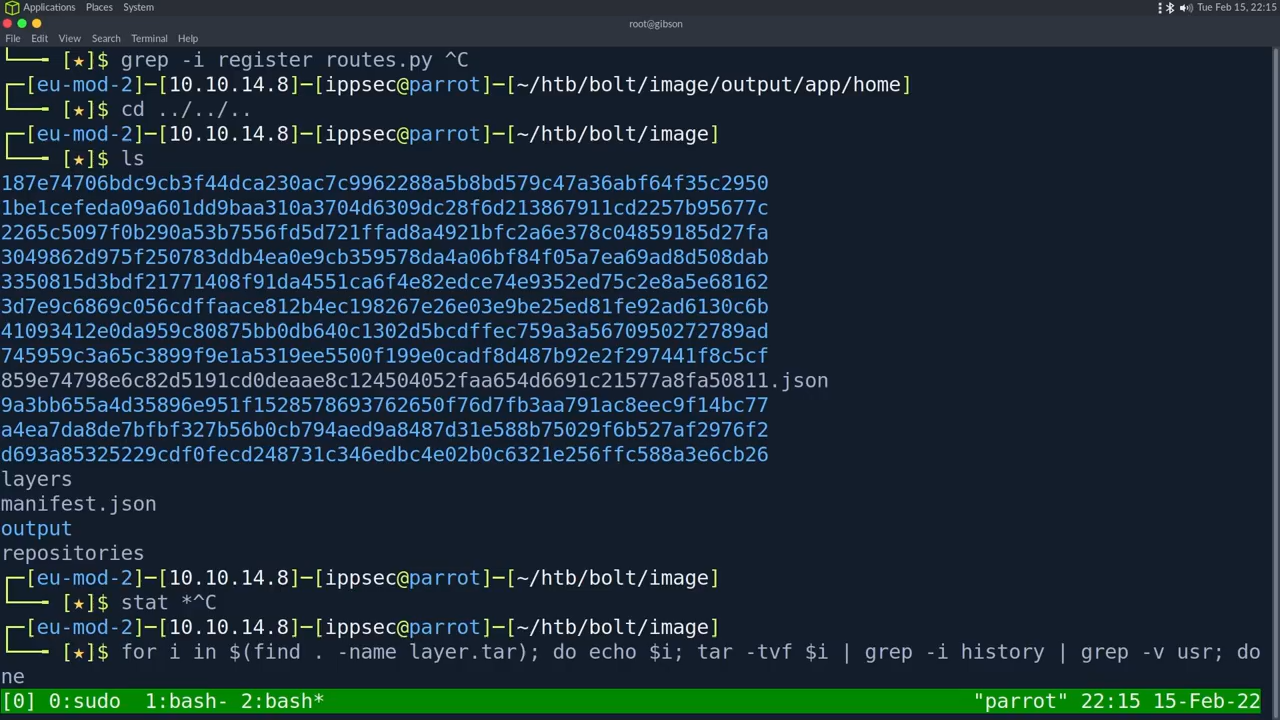 Applications Places System
Tue Feb 15, 22:15
root@gibson
File Edit View Search Terminal Help
└── [★]$ grep -i register routes.py ^C
┌─[eu-mod-2]─[10.10.14.8]─[ippsec@parrot]─[~/htb/bolt/image/output/app/home]
└── [★]$ cd ../../..
┌─[eu-mod-2]─[10.10.14.8]─[ippsec@parrot]─[~/htb/bolt/image]
└── [★]$ ls
187e74706bdc9cb3f44dca230ac7c9962288a5b8bd579c47a36abf64f35c2950
1be1cefeda09a601dd9baa310a3704d6309dc28f6d213867911cd2257b95677c
2265c5097f0b290a53b7556fd5d721ffad8a4921bfc2a6e378c04859185d27fa
3049862d975f250783ddb4ea0e9cb359578da4a06bf84f05a7ea69ad8d508dab
3350815d3bdf21771408f91da4551ca6f4e82edce74e9352ed75c2e8a5e68162
3d7e9c6869c056cdffaace812b4ec198267e26e03e9be25ed81fe92ad6130c6b
41093412e0da959c80875bb0db640c1302d5bcdffec759a3a5670950272789ad
745959c3a65c3899f9e1a5319ee5500f199e0cadf8d487b92e2f297441f8c5cf
859e74798e6c82d5191cd0deaae8c124504052faa654d6691c21577a8fa50811.json
9a3bb655a4d35896e951f1528578693762650f76d7fb3aa791ac8eec9f14bc77
a4ea7da8de7bfbf327b56b0cb794aed9a8487d31e588b75029f6b527af2976f2
d693a85325229cdf0fecd248731c346edbc4e02b0c6321e256ffc588a3e6cb26
layers
manifest.json
output
repositories
┌─[eu-mod-2]─[10.10.14.8]─[ippsec@parrot]─[~/htb/bolt/image]
└── [★]$ stat *^C
┌─[eu-mod-2]─[10.10.14.8]─[ippsec@parrot]─[~/htb/bolt/image]
└── [★]$ for i in $(find . -name layer.tar); do echo $i; tar -tvf $i | grep -i history | grep -v usr; do
ne
[0] 0:sudo 1:bash- 2:bash* "parrot" 22:15 15-Feb-22